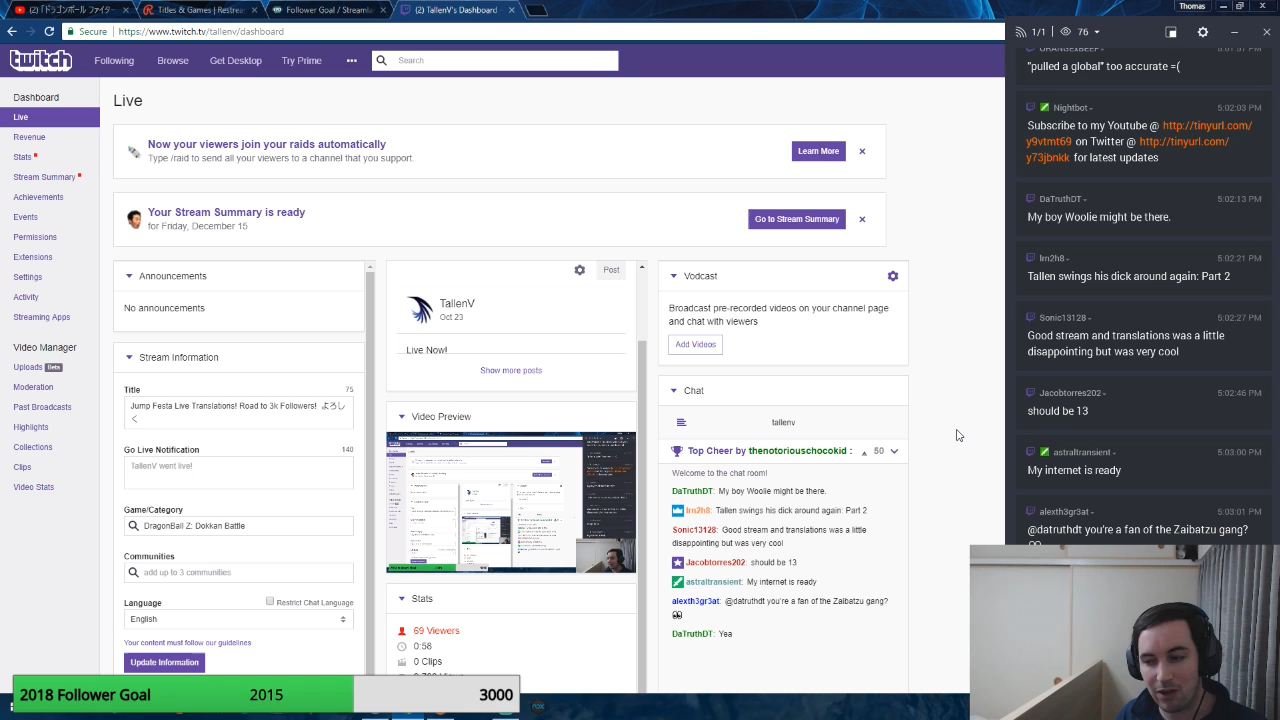 (2)「ドラゴンボール ファイター
Titles & Games | Restream
Follower Goal / Streamla
TallenV's Dashboard
Thomas
Secure
https://www.twitch.tv/tallenv/dashboard
1/1
76
twitch
Following
Browse
Get Desktop
Try Prime
Search
Dashboard
Live
Revenue
Stats
Stream Summary
Achievements
Events
Permissions
Extensions
Settings
Activity
Streaming Apps
Video Manager
Uploads Beta
Moderation
Past Broadcasts
Highlights
Collections
Clips
Video Stats
Live
Now your viewers join your raids automatically
Type /raid to send all your viewers to a channel that you support.
Learn More
Your Stream Summary is ready
for Friday, December 15
Go to Stream Summary
Announcements
No announcements
Stream Information
Title
75
Jump Festa Live Translations! Road to 3k Followers! よろし
く
Go Live Notification
140
TallenV went live!
Game/Category
DragonBall Z: Dokkan Battle
Communities
add up to 3 communities
Language
Restrict Chat Language
English
Your content must follow our guidelines
Update Information
Post
TallenV
Oct 23
Live Now!
Show more posts
Video Preview
Stats
69 Viewers
0:58
0 Clips
Vodcast
Broadcast pre-recorded videos on your channel page
and chat with viewers
Add Videos
Chat
tallenv
Top Cheer by thenotoriouschocokid :
50
Welcome to the chat room!
DaTruthDT: My boy Woolie might be there.
lrn2h8: Tallen swings his dick around again: Part 2
Sonic13128: Good stream and translations was a little
disappointing but was very cool
Jacobtorres202: should be 13
astraltransient: My internet is ready
alexth3gr3at: @datruthdt you're a fan of the Zaibatzu gang?
DaTruthDT: Yea
5:01:51 PM
"pulled a global" too accurate =(
Nightbot
5:02:03 PM
Subscribe to my Youtube @ http://tinyurl.com/
y9vtmt69 on Twitter @ http://tinyurl.com/
y73jbnkk for latest updates
DaTruthDT
5:02:13 PM
My boy Woolie might be there.
lrn2h8
5:02:21 PM
Tallen swings his dick around again: Part 2
Sonic13128
5:02:27 PM
Good stream and translations was a little
disappointing but was very cool
Jacobtorres202
5:02:46 PM
should be 13
astraltransient
5:03:00 PM
My internet is ready
alexth3gr3at
5:03:01 PM
@datruthdt you're a fan of the Zaibatzu
2018 Follower Goal
2015
3000